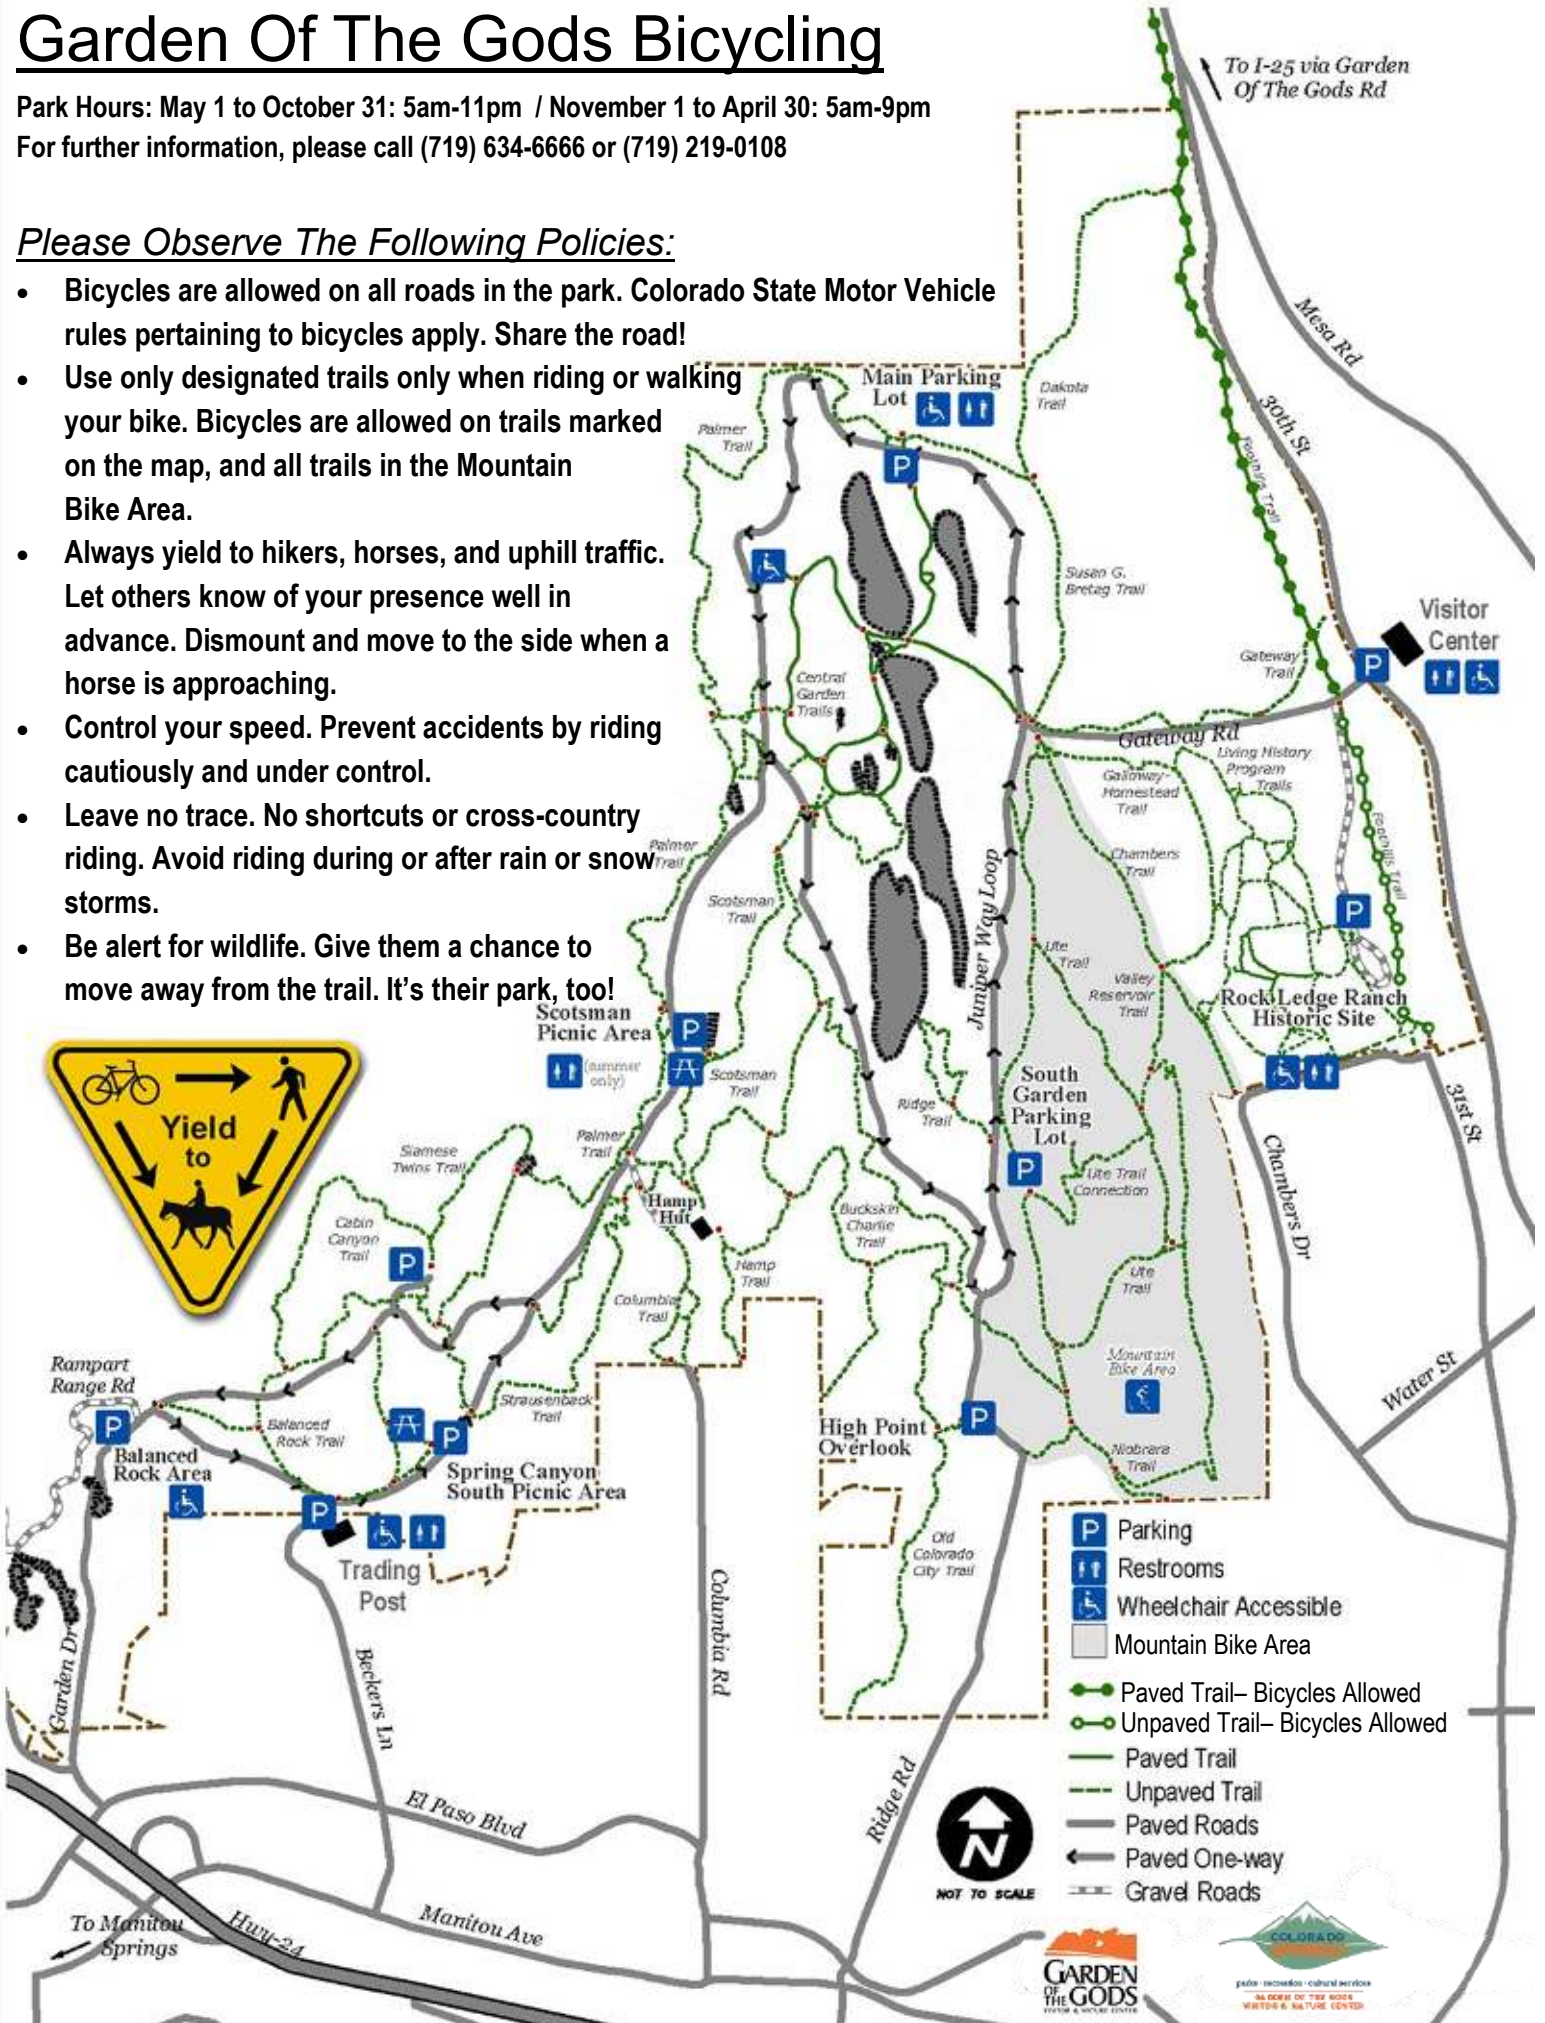 Garden Of The Gods Bicycling
Park Hours: May 1 to October 31: 5am-11pm / November 1 to April 30: 5am-9pm
For further information, please call (719) 634-6666 or (719) 219-0108
To I-25 via Garden
Of The Gods Rd
Please Observe The Following Policies:
• Bicycles are allowed on all roads in the park. Colorado State Motor Vehicle
rules pertaining to bicycles apply. Share the road!
• Use only designated trails only when riding or walking
your bike. Bicycles are allowed on trails marked
on the map, and all trails in the Mountain
Bike Area.
• Always yield to hikers, horses, and uphill traffic.
Let others know of your presence well in
advance. Dismount and move to the side when a
horse is approaching.
• Control your speed. Prevent accidents by riding
cautiously and under control.
• Leave no trace. No shortcuts or cross-country
riding. Avoid riding during or after rain or snow
storms.
• Be alert for wildlife. Give them a chance to
move away from the trail. It's their park, too!
Yield
to
Mesa Rd
30th St
Main Parking
Lot
P
Dakota
Trail
Palmer
Trail
Foothills Trail
Susan G.
Bretag Trail
Visitor
Center
P
Gateway
Trail
Central
Garden
Trails
Gateway Rd
Living History
Program
Trails
Galloway-
Homestead
Trail
Foothills Trail
Palmer
Trail
Chambers
Trail
Scotsman
Trail
P
Juniper Way Loop
Ute
Trail
Valley
Reservoir
Trail
Rock Ledge Ranch
Historic Site
Scotsman
Picnic Area
P
(summer
only)
Scotsman
Trail
South
Garden
Parking
Lot
P
Ridge
Trail
31st St
Chambers Dr
Palmer
Trail
Siamese
Twins Trail
Ute Trail
Connection
Hamp
Hut
Buckskin
Charlie
Trail
Cabin
Canyon
Trail
P
Hamp
Trail
Ute
Trail
Columbia
Trail
Mountain
Bike Area
Water St
Rampart
Range Rd
P
Balanced
Rock Area
Balanced
Rock Trail
Strausenback
Trail
P
Spring Canyon
South Picnic Area
High Point
Overlook
P
Niobrara
Trail
P
Trading
Post
Old
Colorado
City Trail
Columbia Rd
Garden Dr
Beckers Ln
Ridge Rd
El Paso Blvd
Manitou Ave
Hwy-24
To Manitou
Springs
P Parking
Restrooms
Wheelchair Accessible
Mountain Bike Area
Paved Trail– Bicycles Allowed
Unpaved Trail– Bicycles Allowed
Paved Trail
Unpaved Trail
Paved Roads
Paved One-way
Gravel Roads
N
NOT TO SCALE
GARDEN
OF
THE GODS
VISITOR & NATURE CENTER
COLORADO
parks · recreation · cultural services
GARDEN OF THE GODS
VISITOR & NATURE CENTER